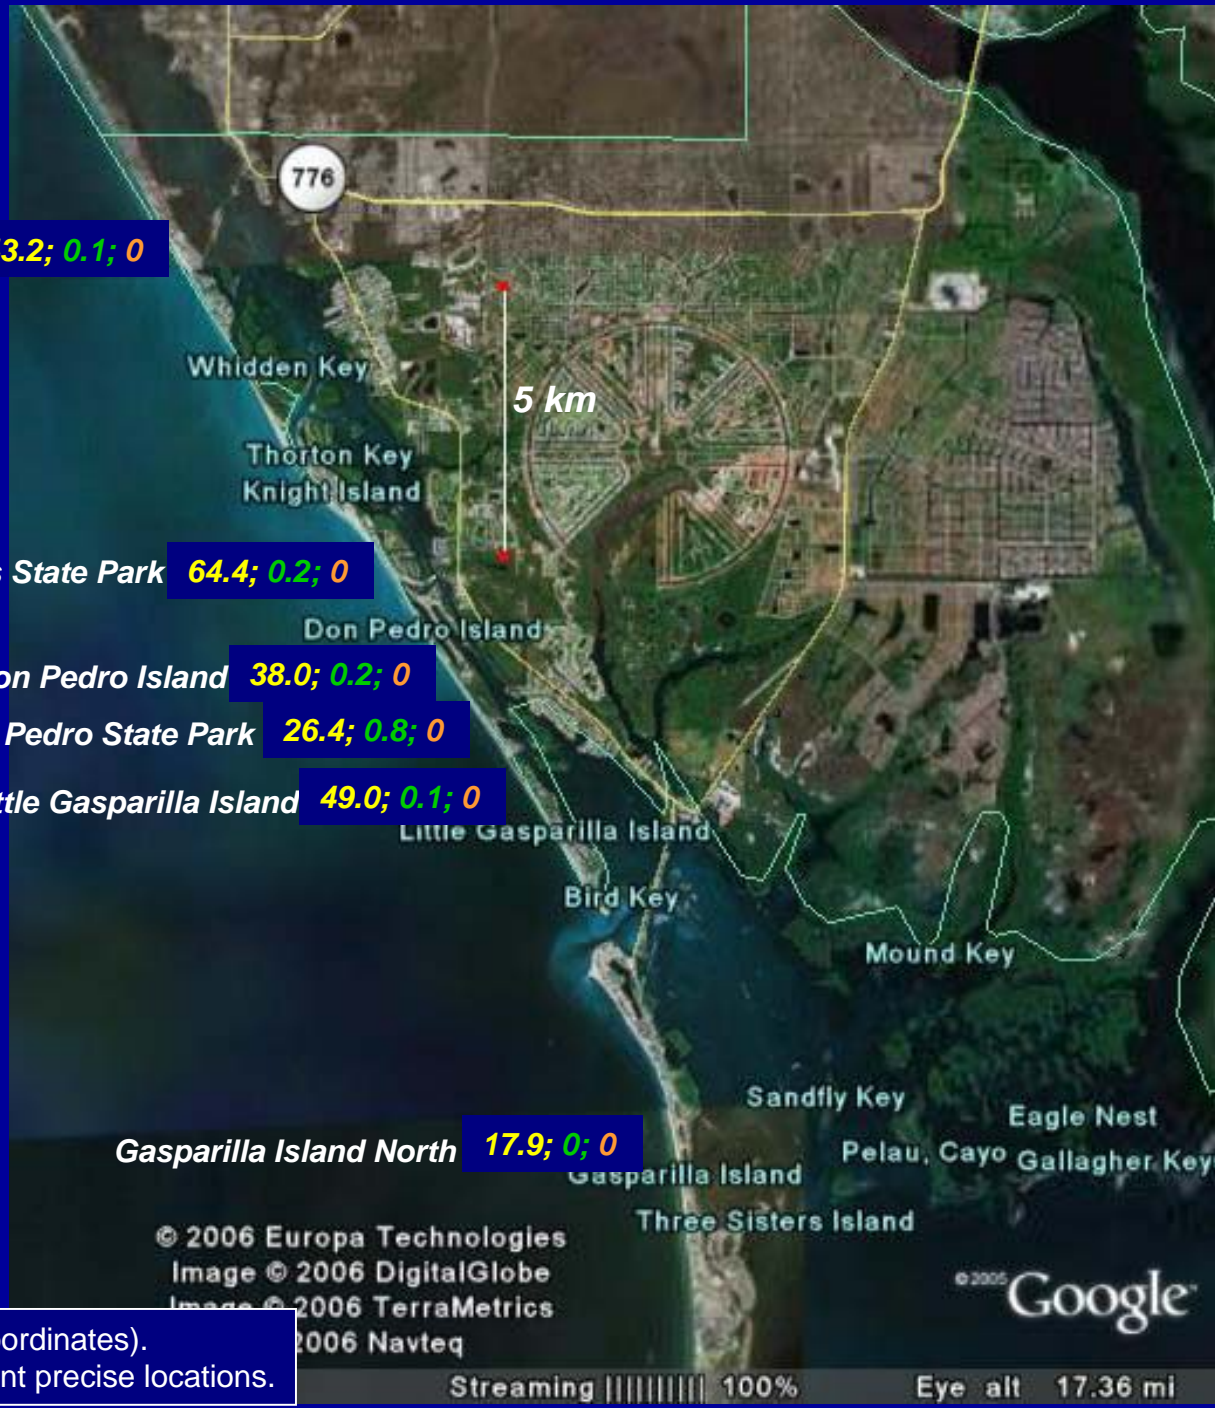 776
3.2; 0.1; 0
Whidden Key
5 km
Thorton Key
Knight Island
State Park 64.4; 0.2; 0
Don Pedro Island
on Pedro Island 38.0; 0.2; 0
Pedro State Park 26.4; 0.8; 0
ttle Gasparilla Island 49.0; 0.1; 0
Little Gasparilla Island
Bird Key
Mound Key
Sandfly Key
Eagle Nest
Gasparilla Island North 17.9; 0; 0
Pelau, Cayo Gallagher Key
Gasparilla Island
Three Sisters Island
© 2006 Europa Technologies
Image © 2006 DigitalGlobe
Image © 2006 TerraMetrics
2006 Navteq
© 2005 Google
oordinates).
nt precise locations.
Streaming |||||||||| 100%
Eye alt 17.36 mi